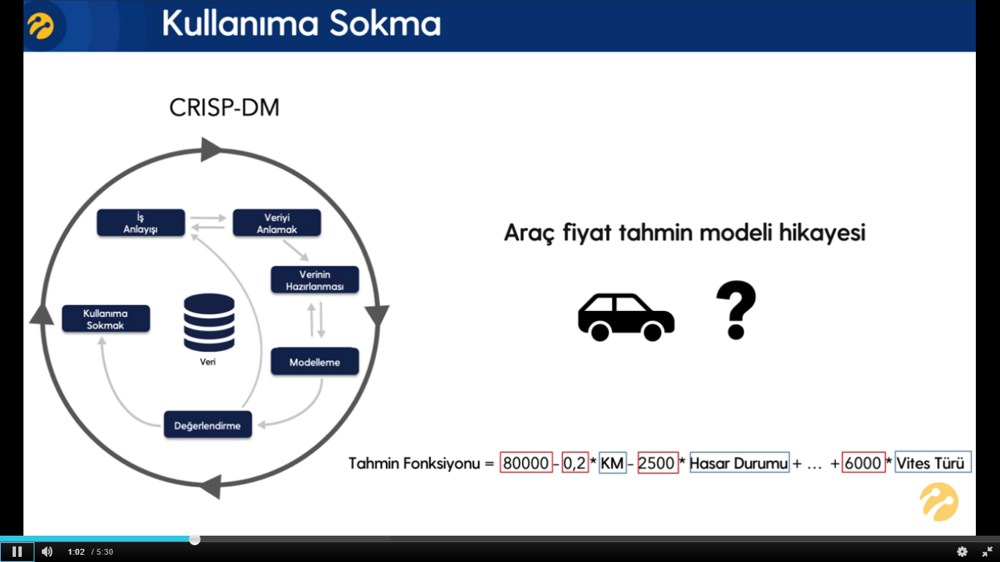 Kullanıma Sokma
CRISP-DM
İş
Anlayışı
Veriyi
Anlamak
Verinin
Hazırlanması
Kullanıma
Sokmak
Veri
Modelleme
Değerlendirme
Araç fiyat tahmin modeli hikayesi
?
Tahmin Fonksiyonu = 80000 - 0,2 * KM - 2500 * Hasar Durumu + ... + 6000 * Vites Türü
1:02 / 5:30